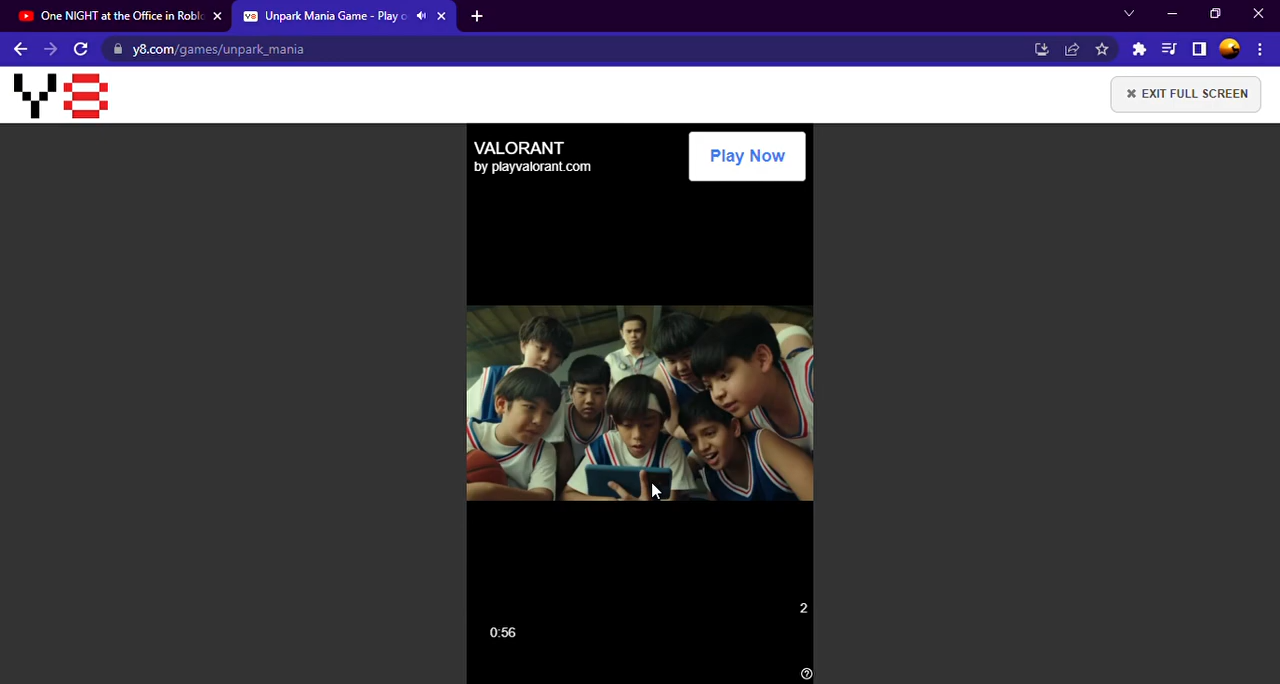 One NIGHT at the Office in Roblo
Unpark Mania Game - Play o
y8.com/games/unpark_mania
Y8
EXIT FULL SCREEN
VALORANT
by playvalorant.com
Play Now
2
0:56